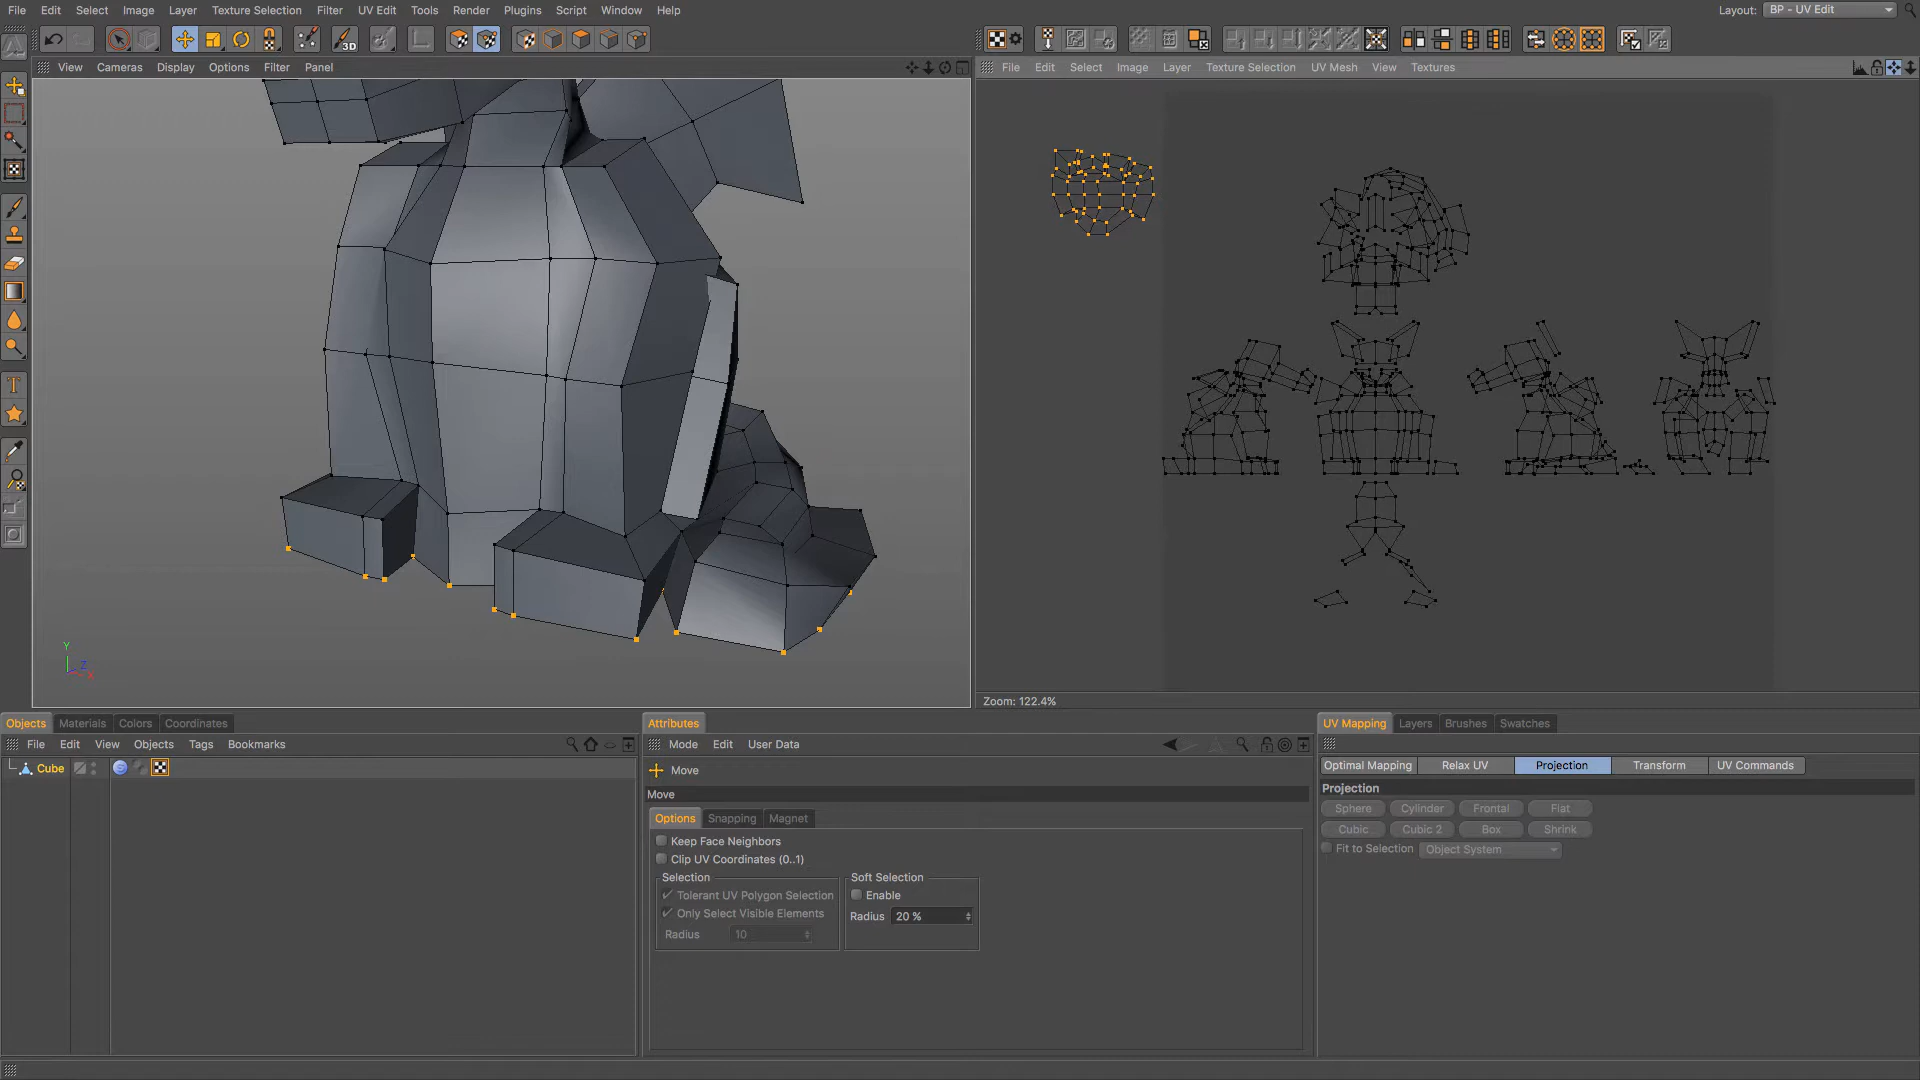 File Edit Select Image Layer Texture Selection Filter UV Edit Tools Render Plugins Script Window Help Layout: BP - UV Edit
3D
View Cameras Display Options Filter Panel
File Edit Select Image Layer Texture Selection UV Mesh View Textures
T
Y
Z
X
Zoom: 122.4%
Objects Materials Colors Coordinates
Attributes
UV Mapping Layers Brushes Swatches
File Edit View Objects Tags Bookmarks
Mode Edit User Data
Cube
Move
Optimal Mapping Relax UV Projection Transform UV Commands
Move
Projection
Sphere Cylinder Frontal Flat
Options Snapping Magnet
Cubic Cubic 2 Box Shrink
Keep Face Neighbors
Fit to Selection Object System
Clip UV Coordinates (0..1)
Selection Soft Selection
Tolerant UV Polygon Selection Enable
Only Select Visible Elements Radius 20 %
Radius 10